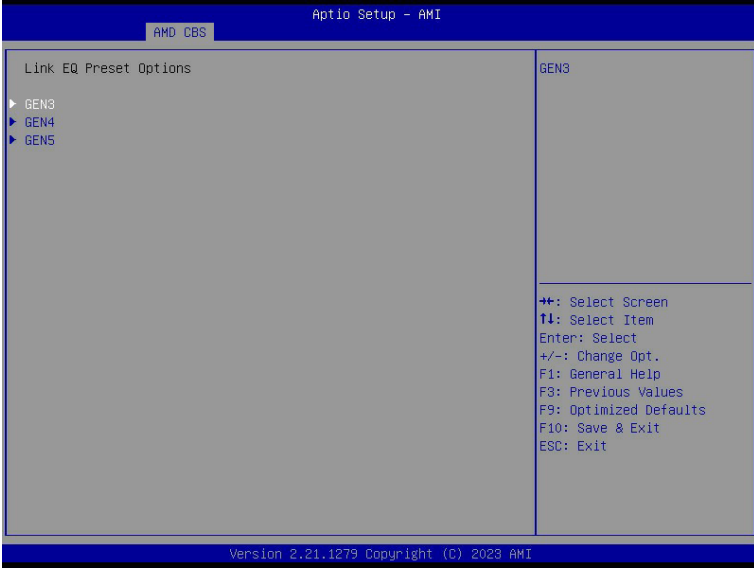 Aptio Setup – AMI
AMD CBS
Link EQ Preset Options
GEN3
GEN4
GEN5
GEN3
→←: Select Screen
↑↓: Select Item
Enter: Select
+/-: Change Opt.
F1: General Help
F3: Previous Values
F9: Optimized Defaults
F10: Save & Exit
ESC: Exit
Version 2.21.1279 Copyright (C) 2023 AMI